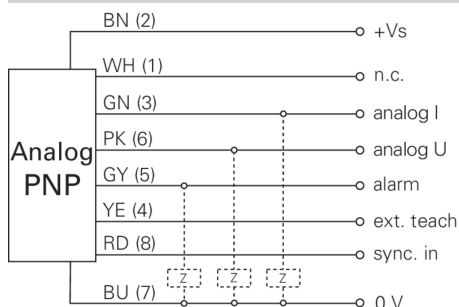 BN (2) +Vs
WH (1) n.c.
GN (3) analog I
PK (6) analog U
Analog
PNP
GY (5) alarm
YE (4) ext. teach
RD (8) sync. in
Z Z Z
BU (7) 0 V